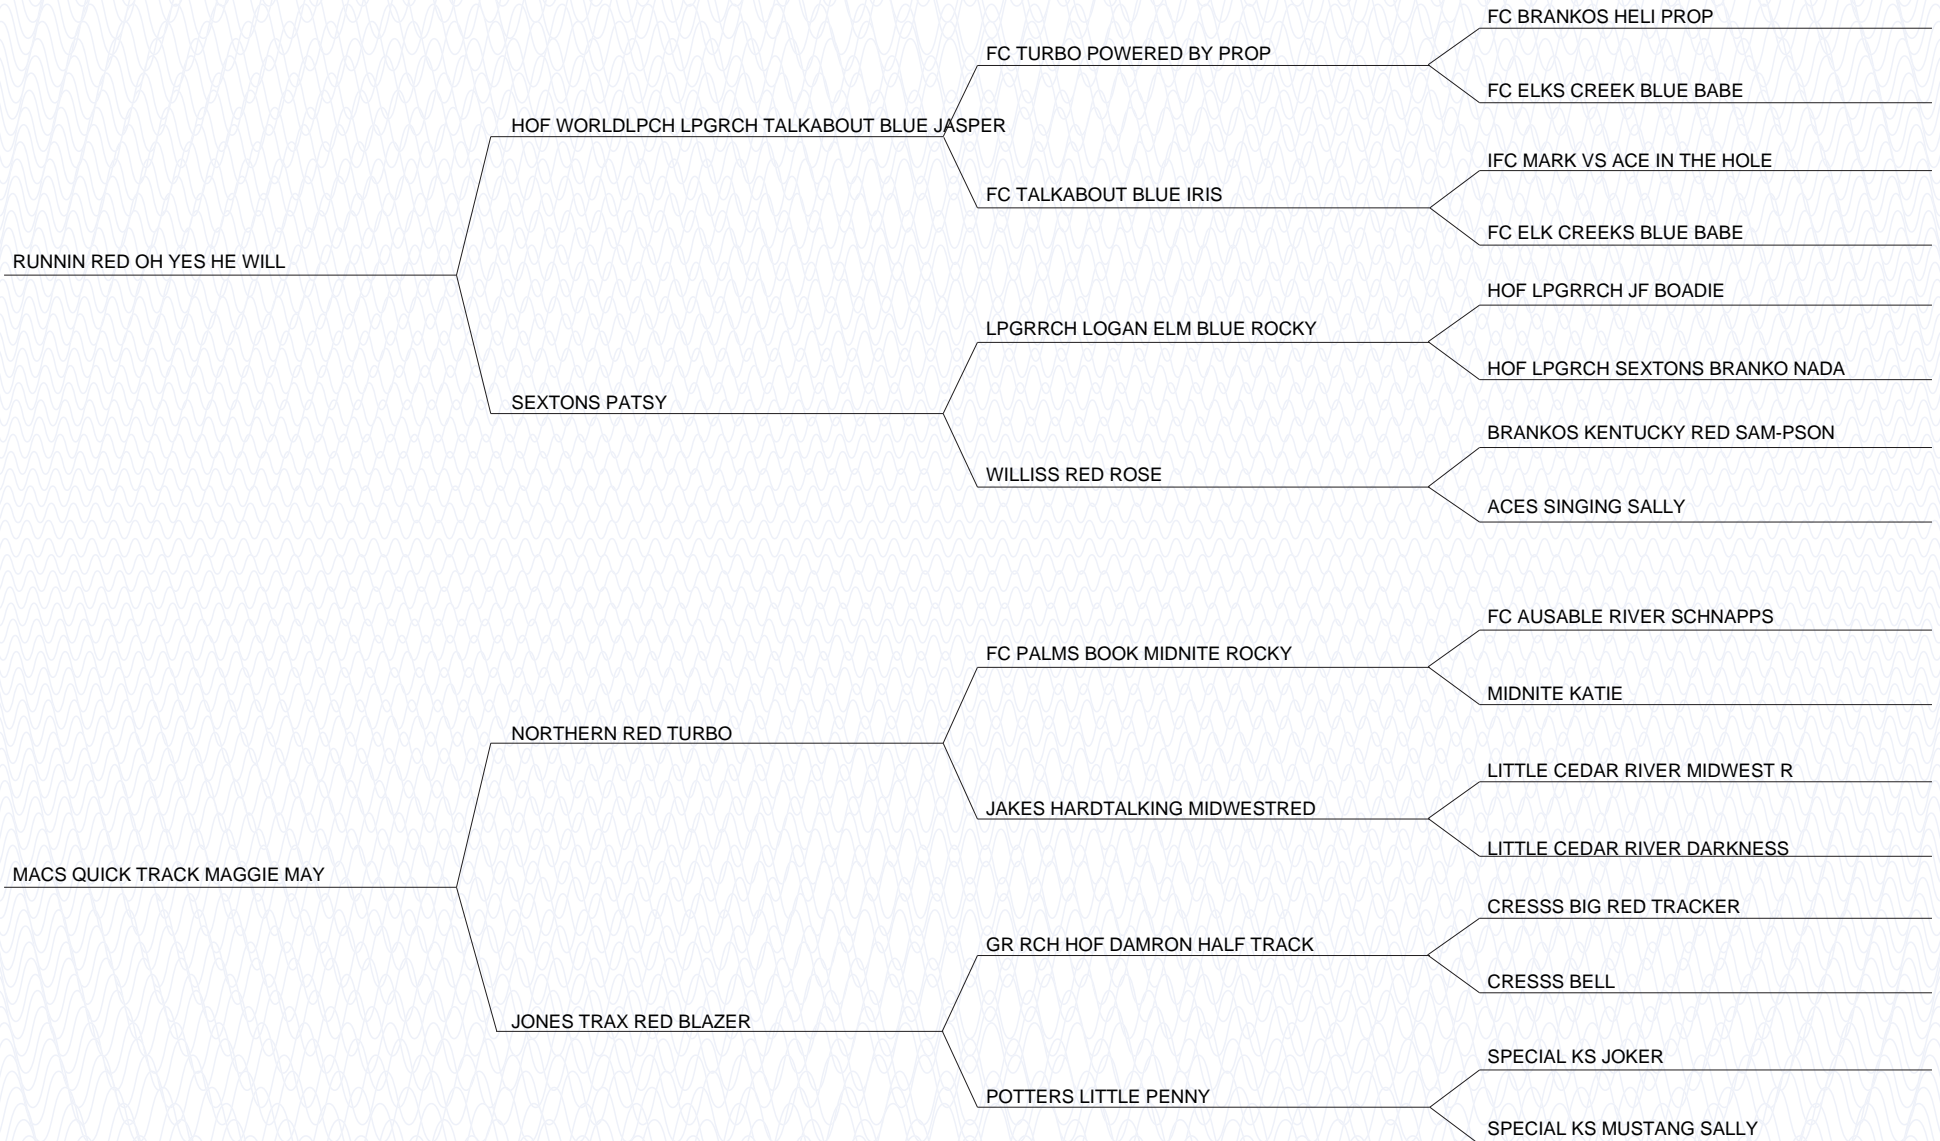 FC BRANKOS HELI PROP
FC TURBO POWERED BY PROP
FC ELKS CREEK BLUE BABE
HOF WORLDLPCH LPGRCH TALKABOUT BLUE JASPER
IFC MARK VS ACE IN THE HOLE
FC TALKABOUT BLUE IRIS
FC ELK CREEKS BLUE BABE
RUNNIN RED OH YES HE WILL
HOF LPGRRCH JF BOADIE
LPGRRCH LOGAN ELM BLUE ROCKY
HOF LPGRCH SEXTONS BRANKO NADA
SEXTONS PATSY
BRANKOS KENTUCKY RED SAM-PSON
WILLISS RED ROSE
ACES SINGING SALLY
FC AUSABLE RIVER SCHNAPPS
FC PALMS BOOK MIDNITE ROCKY
MIDNITE KATIE
NORTHERN RED TURBO
LITTLE CEDAR RIVER MIDWEST R
JAKES HARDTALKING MIDWESTRED
LITTLE CEDAR RIVER DARKNESS
MACS QUICK TRACK MAGGIE MAY
CRESSS BIG RED TRACKER
GR RCH HOF DAMRON HALF TRACK
CRESSS BELL
JONES TRAX RED BLAZER
SPECIAL KS JOKER
POTTERS LITTLE PENNY
SPECIAL KS MUSTANG SALLY